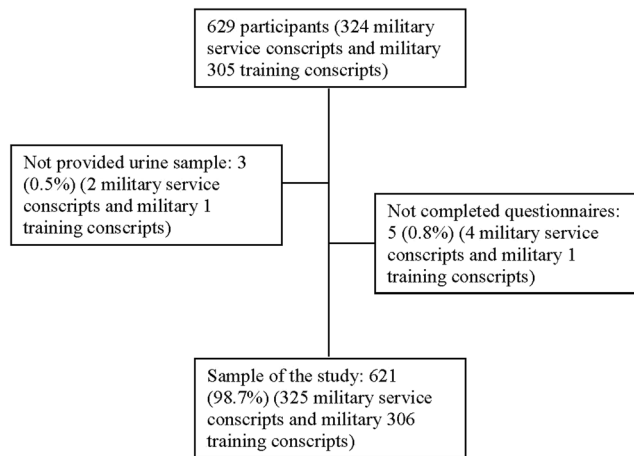 629 participants (324 military
service conscripts and military
305 training conscripts)
Not provided urine sample: 3
(0.5%) (2 military service
conscripts and military 1
training conscripts)
Not completed questionnaires:
5 (0.8%) (4 military service
conscripts and military 1
training conscripts)
Sample of the study: 621
(98.7%) (325 military service
conscripts and military 306
training conscripts)